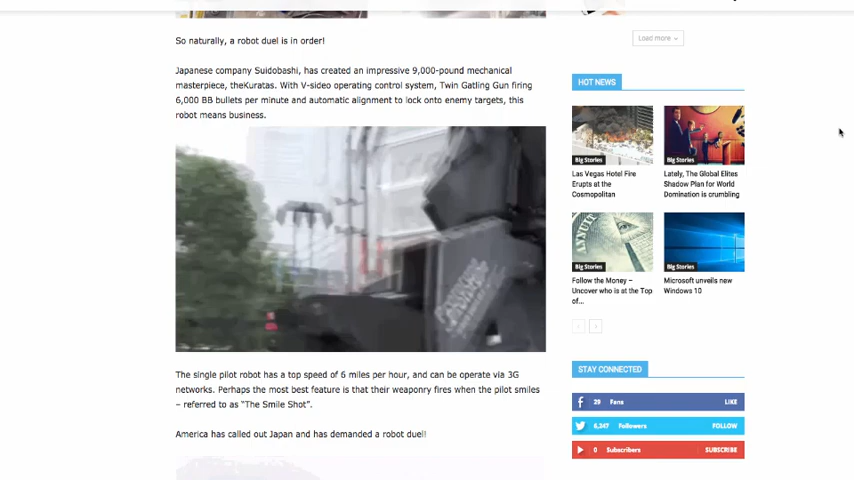 So naturally, a robot duel is in order!
Japanese company Suidobashi, has created an impressive 9,000-pound mechanical
masterpiece, theKuratas. With V-sideo operating control system, Twin Gatling Gun firing
6,000 BB bullets per minute and automatic alignment to lock onto enemy targets, this
robot means business.
The single pilot robot has a top speed of 6 miles per hour, and can be operate via 3G
networks. Perhaps the most best feature is that their weaponry fires when the pilot smiles
– referred to as “The Smile Shot”.
America has called out Japan and has demanded a robot duel!
Load more
HOT NEWS
Big Stories
Las Vegas Hotel Fire
Erupts at the
Cosmopolitan
Big Stories
Lately, The Global Elites
Shadow Plan for World
Domination is crumbling
ANNUIT
Big Stories
Follow the Money –
Uncover who is at the Top
of...
Big Stories
Microsoft unveils new
Windows 10
STAY CONNECTED
29 Fans LIKE
6,247 Followers FOLLOW
0 Subscribers SUBSCRIBE